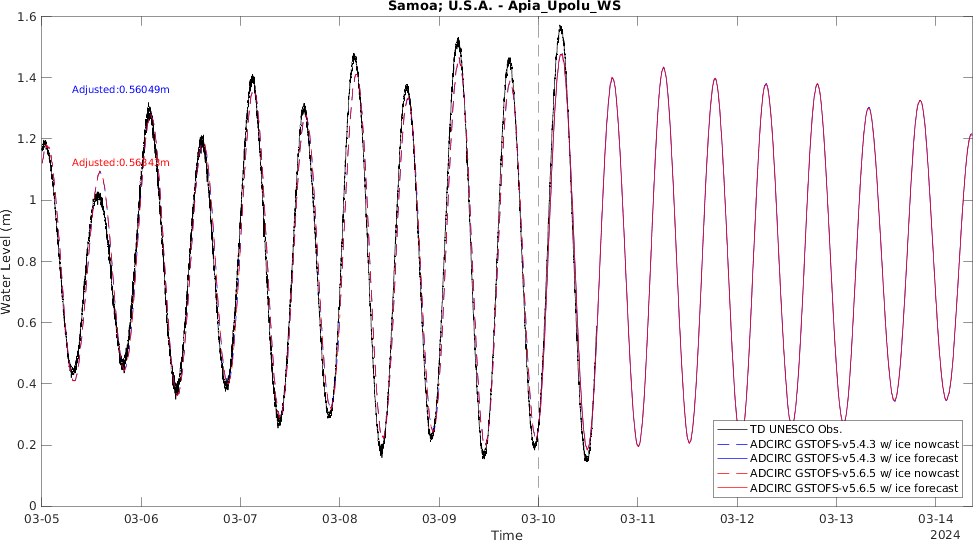 Samoa; U.S.A. - Apia_Upolu_WS
1.6
1.4
1.2
1
0.8
0.6
0.4
0.2
0
Water Level (m)
Adjusted:0.56049m
TD UNESCO Obs.
ADCIRC GSTOFS-v5.4.3 w/ ice nowcast
ADCIRC GSTOFS-v5.4.3 w/ ice forecast
ADCIRC GSTOFS-v5.6.5 w/ ice nowcast
ADCIRC GSTOFS-v5.6.5 w/ ice forecast
03-05
03-06
03-07
03-08
03-09
03-10
03-11
03-12
03-13
03-14
Time
2024